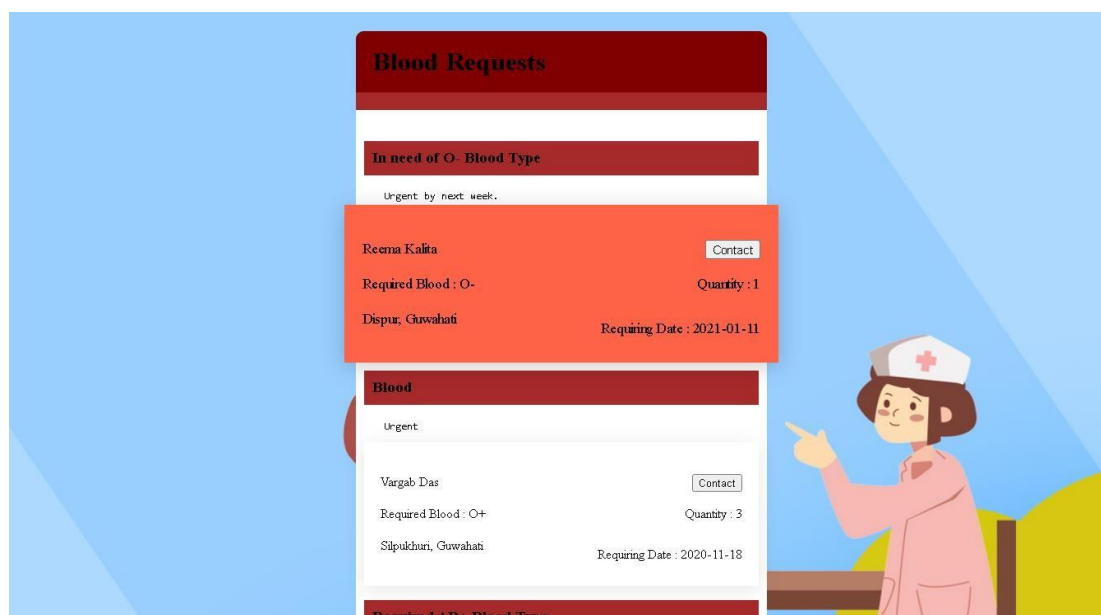 Blood Requests
In need of O- Blood Type
Urgent by next week.
Reema Kalita
Contact
Required Blood : O-
Quantity : 1
Dispur, Guwahati
Requiring Date : 2021-01-11
Blood
Urgent
Vargab Das
Contact
Required Blood : O+
Quantity : 3
Silpukhuri, Guwahati
Requiring Date : 2020-11-18
Blood Type